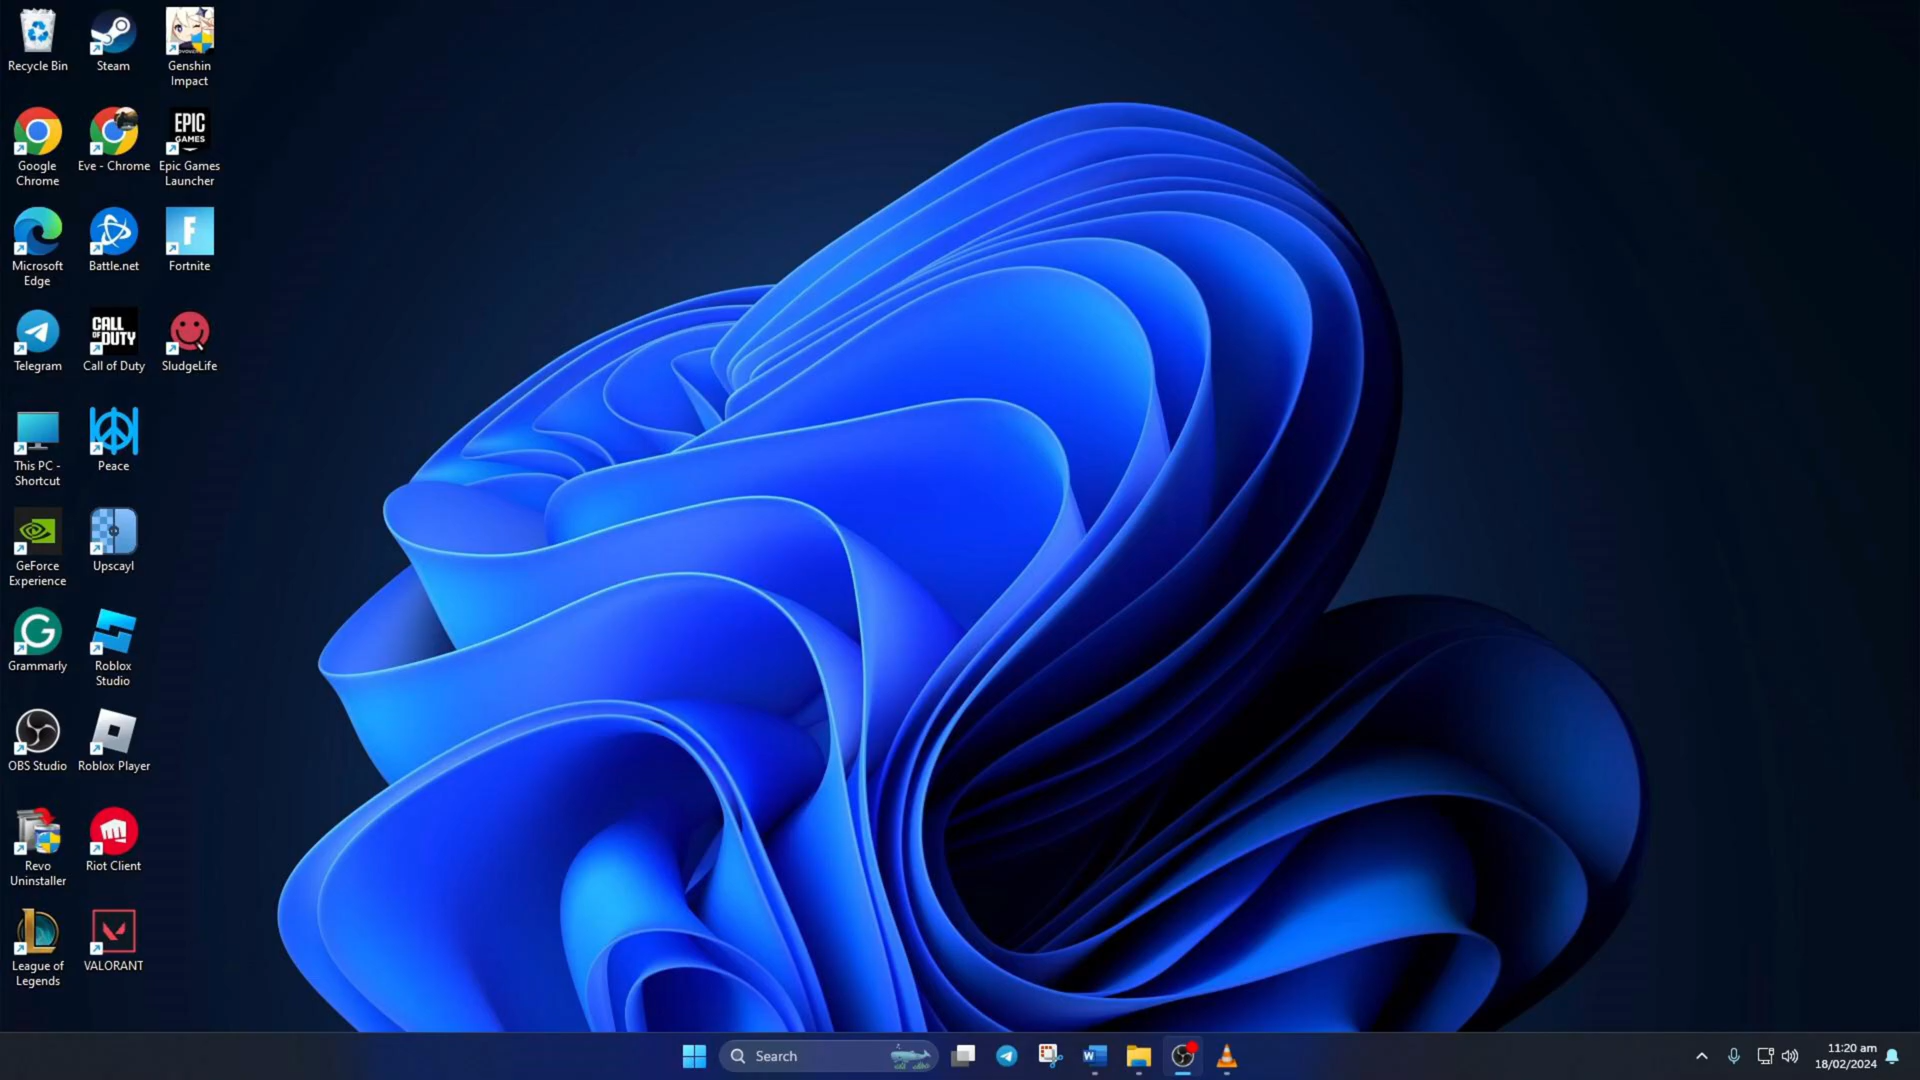 Recycle Bin
Steam
Genshin
Impact
Google
Chrome
Eve - Chrome
EPIC
GAMES
Epic Games
Launcher
Microsoft
Edge
Battle.net
F
Fortnite
Telegram
CALL
OF DUTY
Call of Duty
SludgeLife
This PC -
Shortcut
Peace
GeForce
Experience
Upscayl
G
Grammarly
Roblox
Studio
OBS Studio
Roblox Player
Revo
Uninstaller
Riot Client
L
League of
Legends
VALORANT
Search
W
11:20 am
18/02/2024